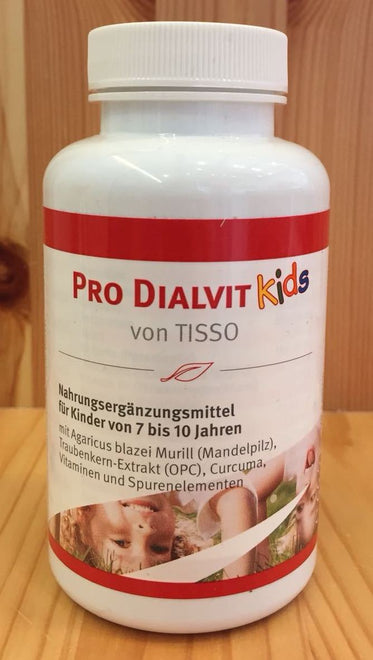 PRO DIALVIT Kids
von TISSO
Nahrungsergänzungsmittel
für Kinder von 7 bis 10 Jahren
mit Agaricus blazei Murill (Mandelpilz),
Traubenkern-Extrakt (OPC), Curcuma,
Vitaminen und Spurenelementen